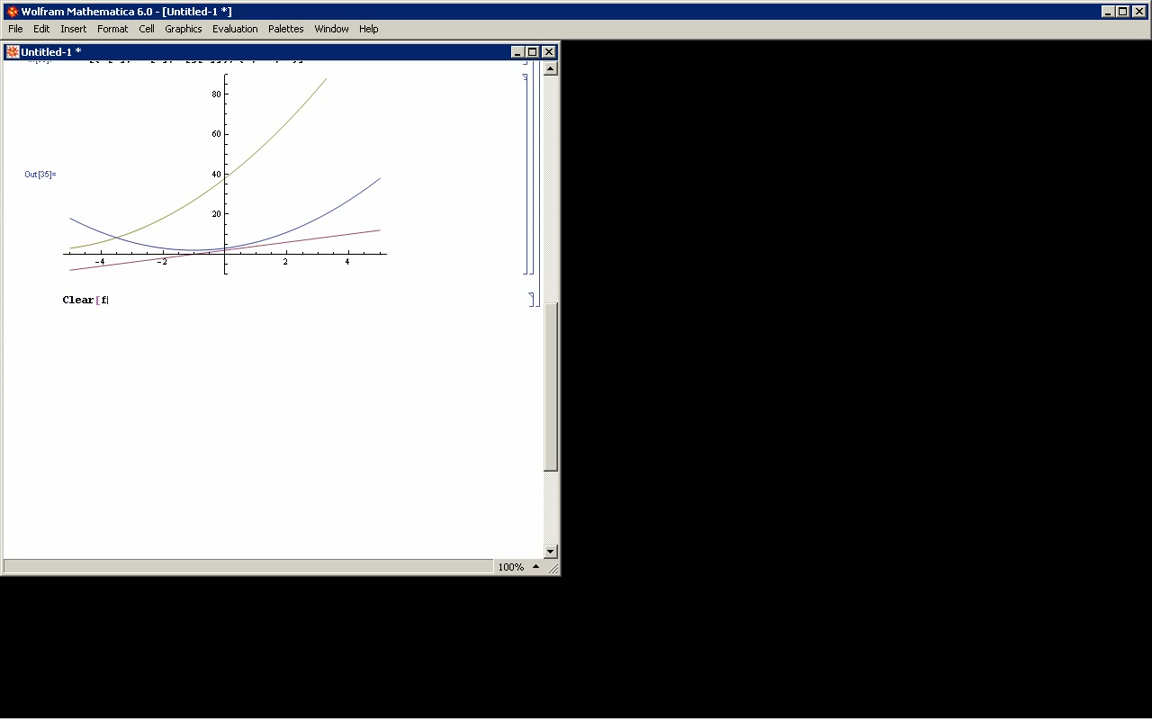 Wolfram Mathematica 6.0 - [Untitled-1 *]
File Edit Insert Format Cell Graphics Evaluation Palettes Window Help
Untitled-1 *
80
60
40
Out[35]=
20
-4 -2 2 4
Clear[f
100%